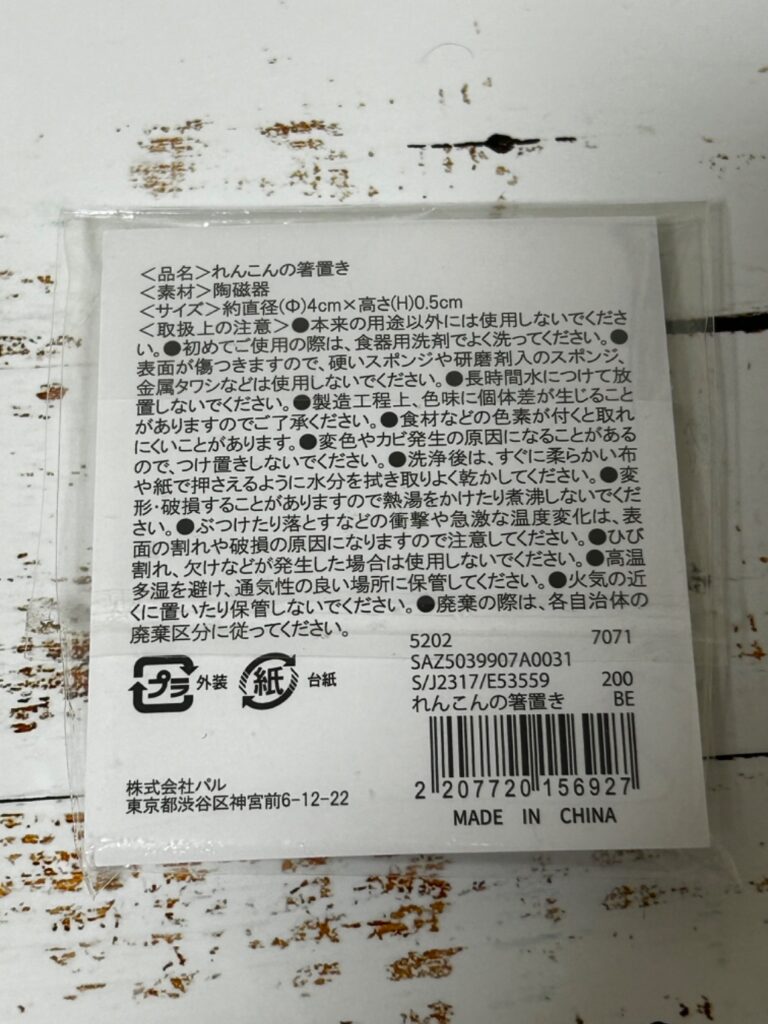 <品名>れんこんの箸置き
<素材>陶磁器
<サイズ>約直径(Φ)4cm×高さ(H)0.5cm
<取扱上の注意>●本来の用途以外には使用しないでくださ
い。●初めてご使用の際は、食器用洗剤でよく洗ってください。●
表面が傷つきますので、硬いスポンジや研磨剤入のスポンジ、
金属タワシなどは使用しないでください。●長時間水につけて放
置しないでください。●製造工程上、色味に個体差が生じること
がありますのでご了承ください。●食材などの色素が付くと取れ
にくいことがあります。●変色やカビ発生の原因になることがある
ので、つけ置きしないでください。●洗浄後は、すぐに柔らかい布
や紙で押さえるように水分を拭き取りよく乾かしてください。●変
形・破損することがありますので熱湯をかけたり煮沸しないでくだ
さい。●ぶつけたり落とすなどの衝撃や急激な温度変化は、表
面の割れや破損の原因になりますので注意してください。●ひび
割れ、欠けなどが発生した場合は使用しないでください。●高温
多湿を避け、通気性の良い場所に保管してください。●火気の近
くに置いたり保管しないでください。●廃棄の際は、各自治体の
廃棄区分に従ってください。
プラ 外装 紙 台紙
5202 7071
SAZ5039907A0031
S/J2317/E53559 200
れんこんの箸置き BE
2 207720 156927
MADE IN CHINA
株式会社パル
東京都渋谷区神宮前6-12-22